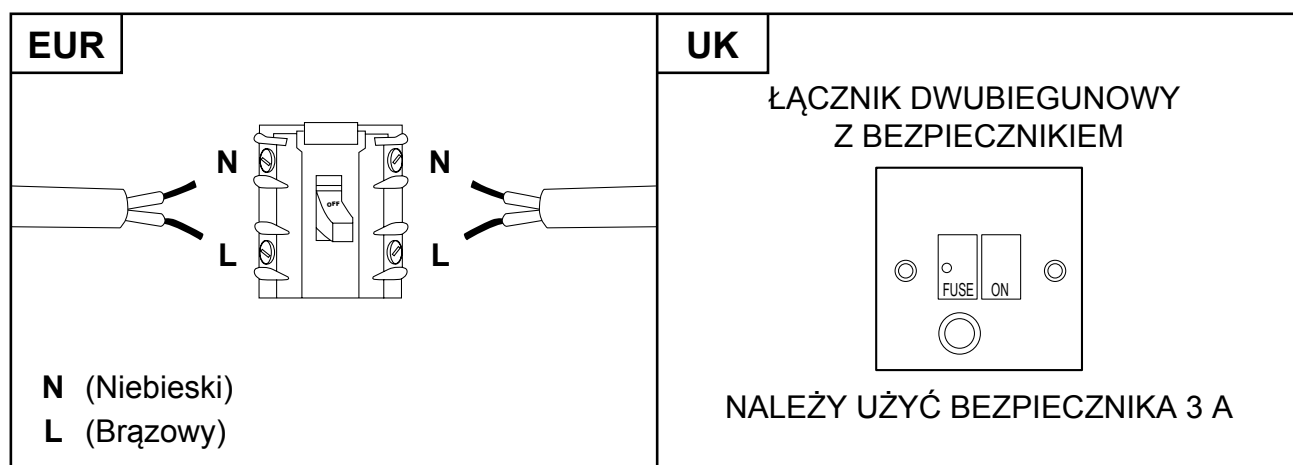 EUR
N
N
OFF
L
L
N (Niebieski)
L (Brązowy)
UK
ŁĄCZNIK DWUBIEGUNOWY
Z BEZPIECZNIKIEM
FUSE ON
NALEŻY UŻYĆ BEZPIECZNIKA 3 A